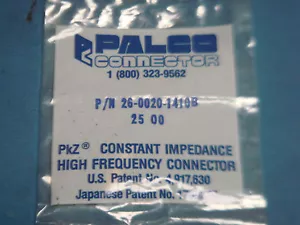 PALCO
CONNECTOR
1 (800) 323-9562
P/N 26-0020-1410B
25 00
PkZ® CONSTANT IMPEDANCE
HIGH FREQUENCY CONNECTOR
U.S. Patent No. 4,917,630
Japanese Patent No.